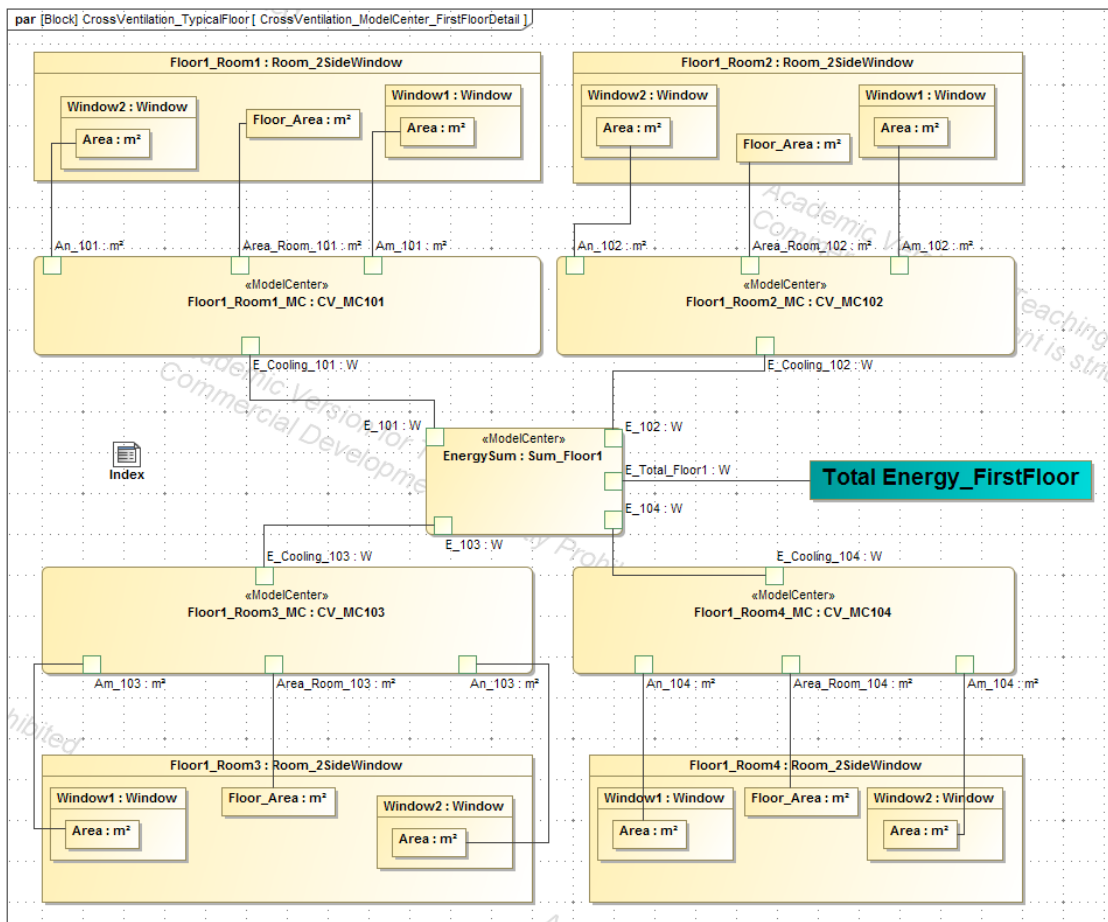 par [Block] CrossVentilation_TypicalFloor [ CrossVentilation_ModelCenter_FirstFloorDetail ]
Floor1_Room1 : Room_2SideWindow
Window2 : Window
Area : m²
Floor_Area : m²
Window1 : Window
Area : m²
Floor1_Room2 : Room_2SideWindow
Window2 : Window
Area : m²
Floor_Area : m²
Window1 : Window
Area : m²
An_101 : m²
Area_Room_101 : m²
Am_101 : m²
An_102 : m²
Area_Room_102 : m²
Am_102 : m²
«ModelCenter»
Floor1_Room1_MC : CV_MC101
«ModelCenter»
Floor1_Room2_MC : CV_MC102
E_Cooling_101 : W
E_Cooling_102 : W
E_101 : W
E_102 : W
«ModelCenter»
EnergySum : Sum_Floor1
E_Total_Floor1 : W
Total Energy_FirstFloor
Index
E_104 : W
E_103 : W
E_Cooling_103 : W
E_Cooling_104 : W
«ModelCenter»
Floor1_Room3_MC : CV_MC103
«ModelCenter»
Floor1_Room4_MC : CV_MC104
Am_103 : m²
Area_Room_103 : m²
An_103 : m²
An_104 : m²
Area_Room_104 : m²
Am_104 : m²
Floor1_Room3 : Room_2SideWindow
Window1 : Window
Area : m²
Floor_Area : m²
Window2 : Window
Area : m²
Floor1_Room4 : Room_2SideWindow
Window1 : Window
Area : m²
Floor_Area : m²
Window2 : Window
Area : m²
Academic Version for
Commercial Development